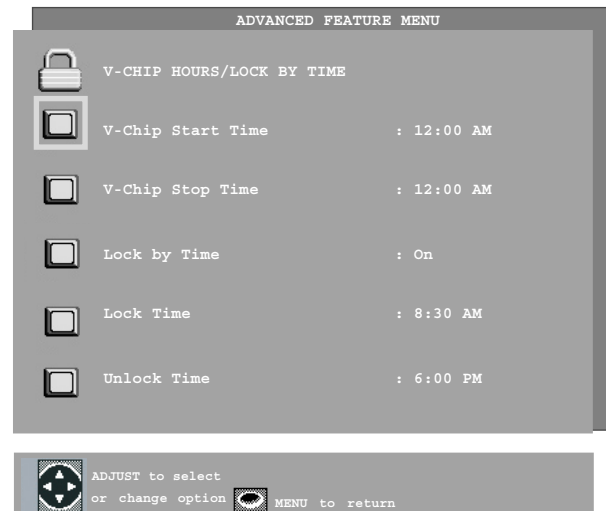 ADVANCED FEATURE MENU
V-CHIP HOURS/LOCK BY TIME
V-Chip Start Time : 12:00 AM
V-Chip Stop Time : 12:00 AM
Lock by Time : On
Lock Time : 8:30 AM
Unlock Time : 6:00 PM
ADJUST to select
or change option MENU to return